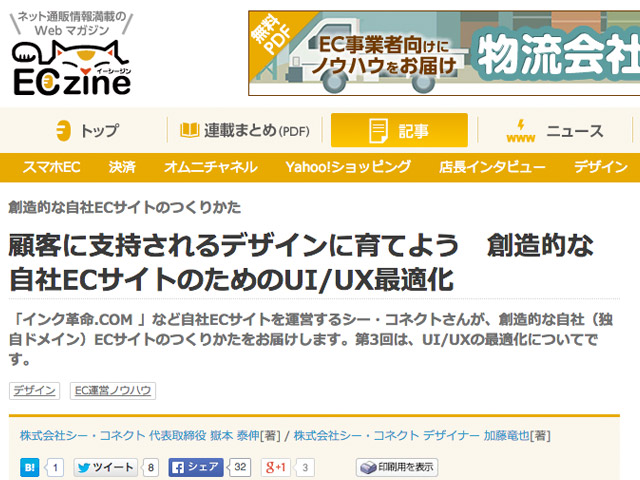 ネット通販情報満載の
Web マガジン
ECzine
イーシージン
無料
PDF
EC事業者向けに
ノウハウをお届け
物流会社
トップ
連載まとめ(PDF)
記事
www
ニュース
スマホEC 決済 オムニチャネル Yahoo!ショッピング 店長インタビュー デザイン
創造的な自社ECサイトのつくりかた
顧客に支持されるデザインに育てよう　創造的な
自社ECサイトのためのUI/UX最適化
「インク革命.COM 」など自社ECサイトを運営するシー・コネクトさんが、創造的な自社（独
自ドメイン）ECサイトのつくりかたをお届けします。第3回は、UI/UXの最適化についてで
す。
デザイン EC運営ノウハウ
株式会社シー・コネクト 代表取締役 嶽本 泰伸[著] / 株式会社シー・コネクト デザイナー 加藤竜也[著]
B! 1 ツイート 8 シェア 32 g+1 3 印刷用を表示